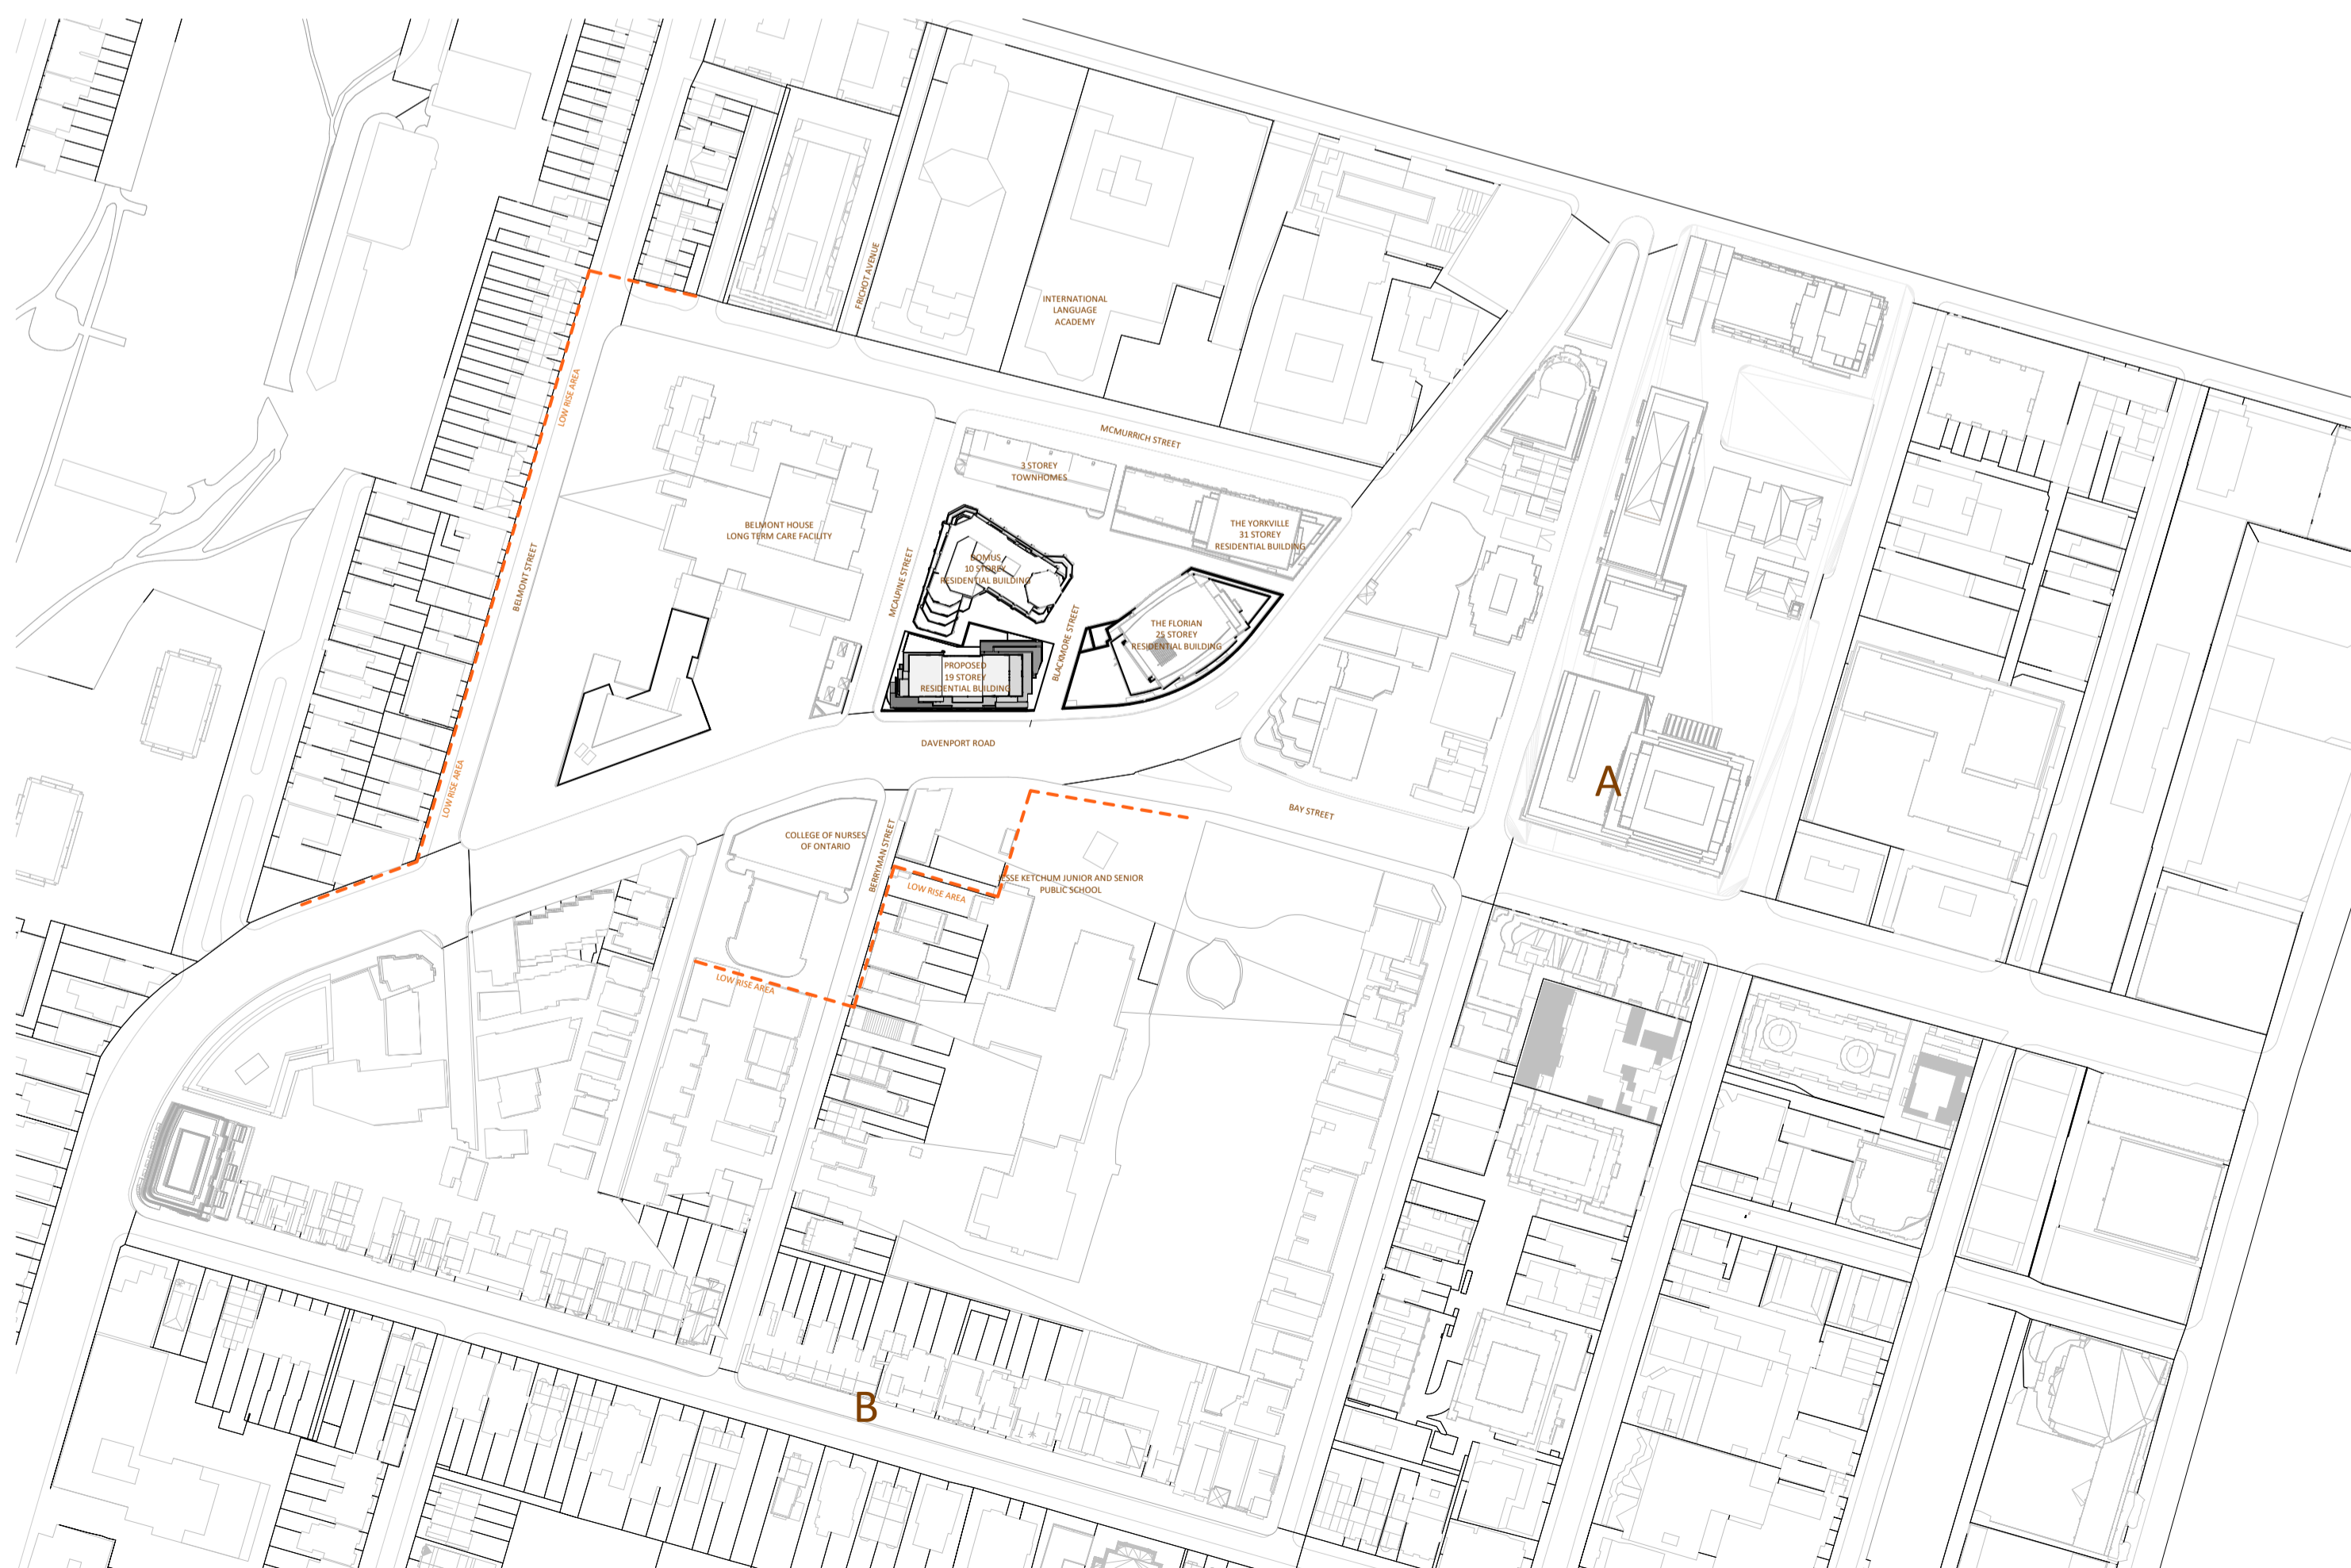 FRICHOT AVENUE
INTERNATIONAL
LANGUAGE
ACADEMY
LOW RISE AREA
MCMURRICH STREET
3 STOREY
TOWNHOMES
BELMONT HOUSE
LONG TERM CARE FACILITY
THE YORKVILLE
31 STOREY
RESIDENTIAL BUILDING
BELMONT STREET
MCALPINE STREET
DOMUS
10 STOREY
RESIDENTIAL BUILDING
BLACKMORE STREET
THE FLORIAN
25 STOREY
RESIDENTIAL BUILDING
PROPOSED
19 STOREY
RESIDENTIAL BUILDING
DAVENPORT ROAD
LOW RISE AREA
A
BAY STREET
COLLEGE OF NURSES
OF ONTARIO
BERRYMAN STREET
LOW RISE AREA
JESSE KETCHUM JUNIOR AND SENIOR
PUBLIC SCHOOL
LOW RISE AREA
B